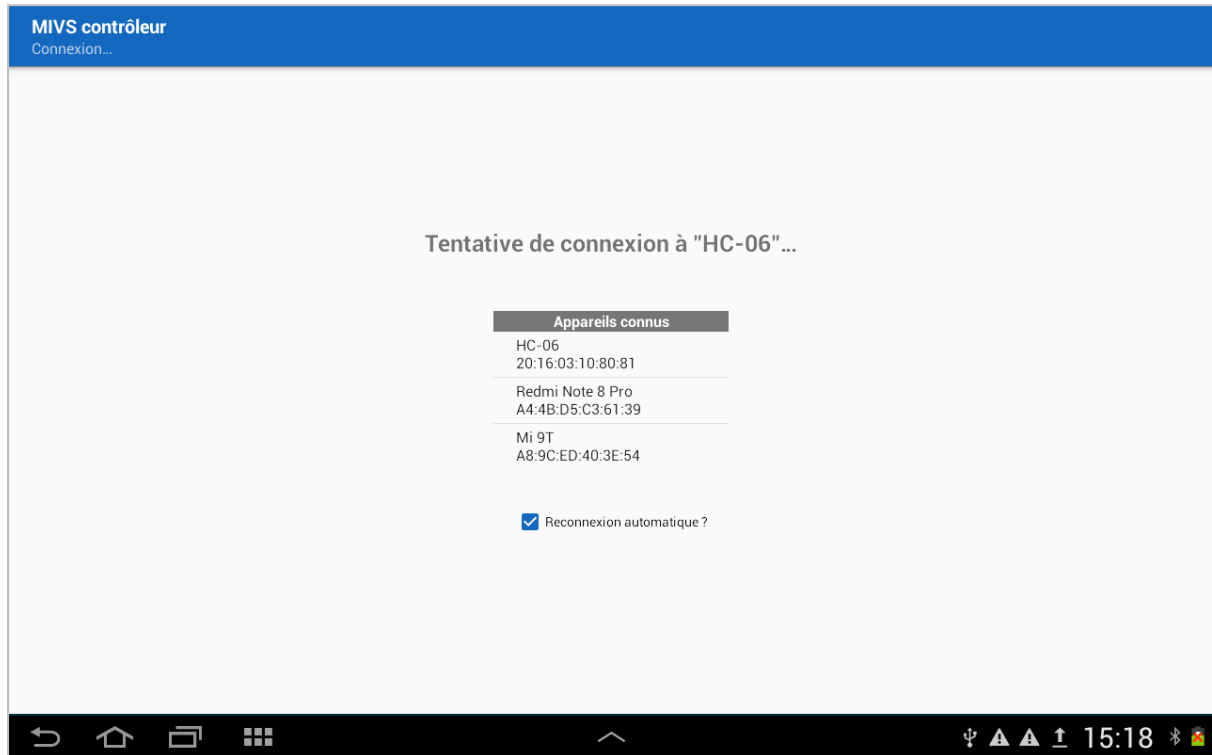 MIVS contrôleur
Connexion...
Tentative de connexion à "HC-06"...
Appareils connus
HC-06
20:16:03:10:80:81
Redmi Note 8 Pro
A4:4B:D5:C3:61:39
Mi 9T
A8:9C:ED:40:3E:54
Reconnexion automatique ?
15:18